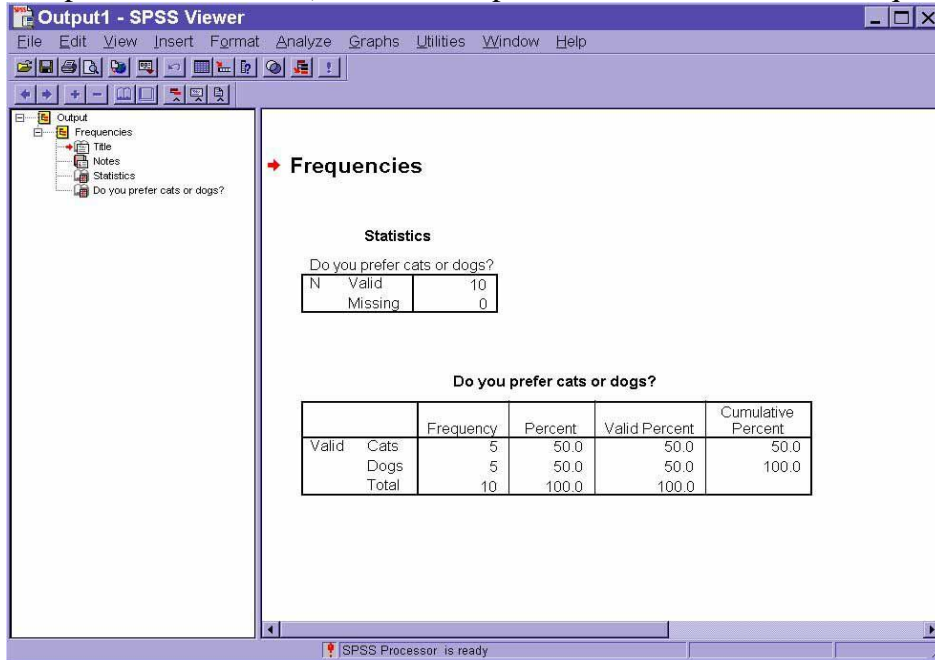 Output1 - SPSS Viewer
File Edit View Insert Format Analyze Graphs Utilities Window Help
Output
Frequencies
Title
Notes
Statistics
Do you prefer cats or dogs?
Frequencies
Statistics
Do you prefer cats or dogs?
N Valid 10
Missing 0
Do you prefer cats or dogs?
Frequency Percent Valid Percent Cumulative Percent
Valid Cats 5 50.0 50.0 50.0
Dogs 5 50.0 50.0 100.0
Total 10 100.0 100.0
SPSS Processor is ready